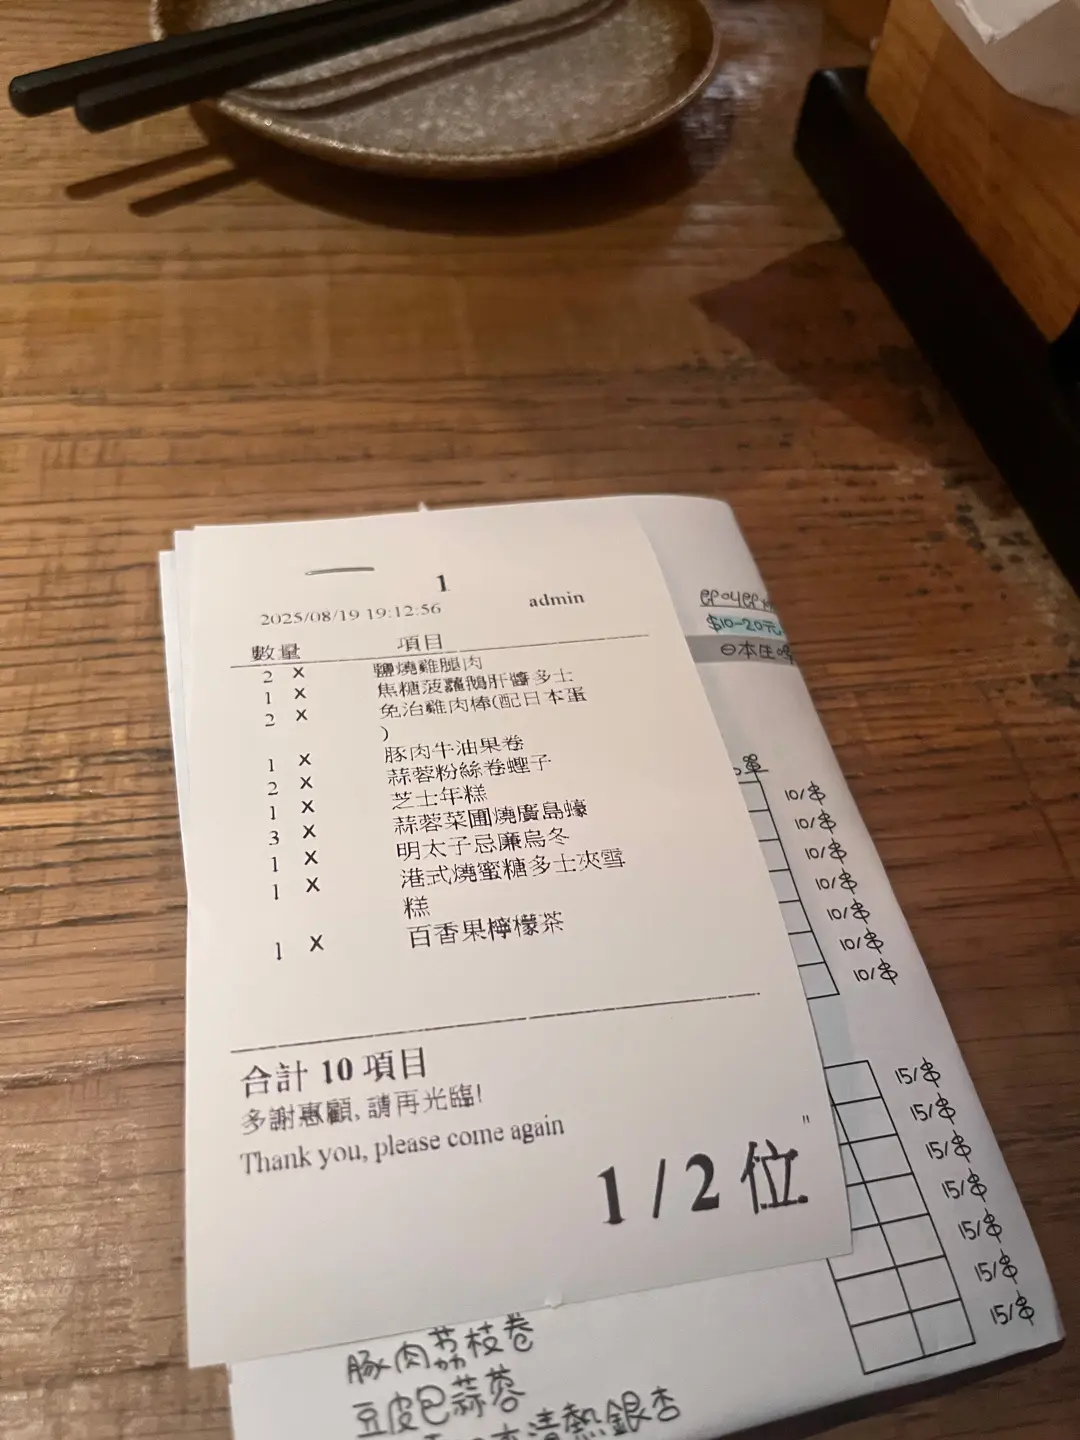 1
2025/08/19 19:12:56 admin
數量 項目
2 x 鹽燒雞腿肉
1 x 焦糖菠蘿鵝肝醬多士
2 x 免治雞肉棒(配日本蛋
)
1 x 豚肉牛油果卷
2 x 蒜蓉粉絲卷蟶子
1 x 芝士年糕
3 x 蒜蓉菜圃燒廣島蠔
1 x 明太子忌廉烏冬
1 x 港式燒蜜糖多士夾雪
糕
1 x 百香果檸檬茶
合計 10 項目
多謝惠顧, 請再光臨!
Thank you, please come again
1 / 2 位
$10-20元
日本庄
單
10/串
10/串
10/串
10/串
10/串
10/串
10/串
15/串
15/串
15/串
15/串
15/串
15/串
15/串
豚肉荔枝卷
豆皮包蒜蓉
清熱銀杏